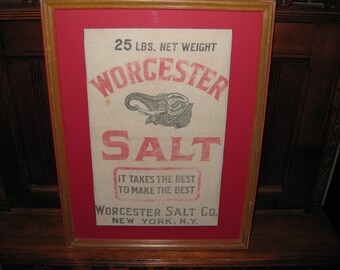 25 LBS. NET WEIGHT
WORCESTER
SALT
IT TAKES THE BEST
TO MAKE THE BEST
WORCESTER SALT CO.
NEW YORK, N.Y.